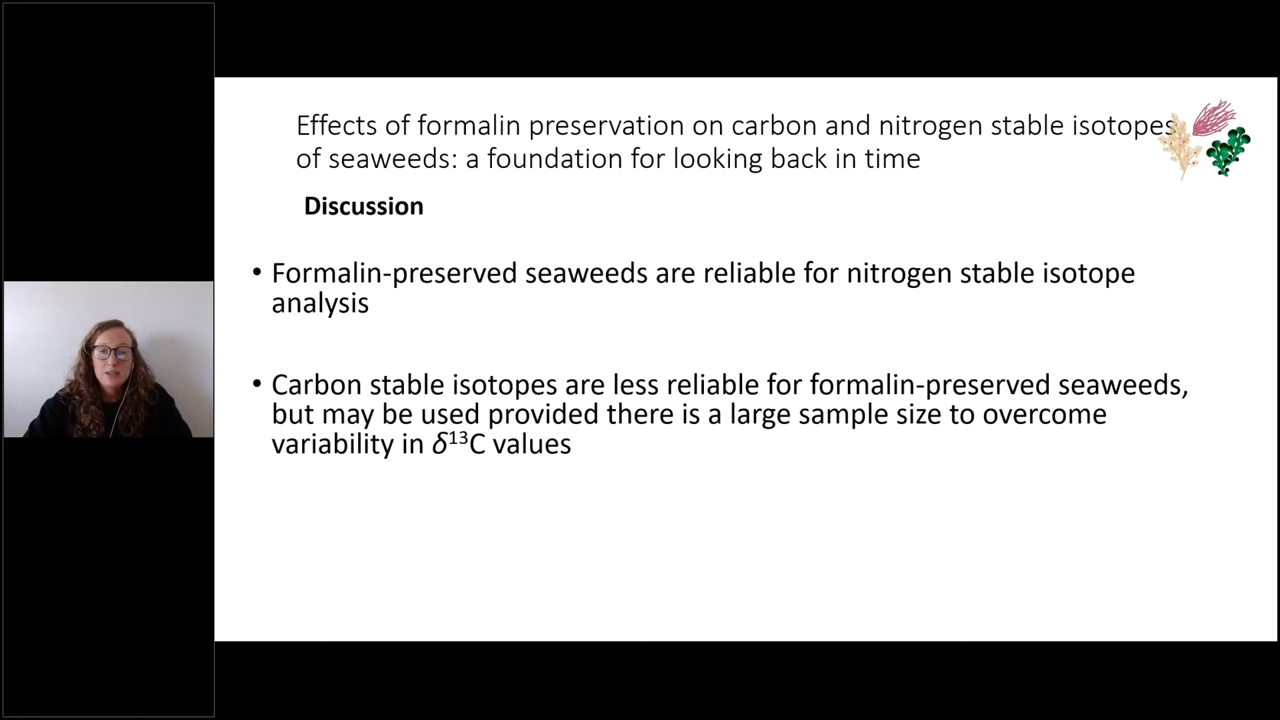 Effects of formalin preservation on carbon and nitrogen stable isotopes
of seaweeds: a foundation for looking back in time
Discussion
• Formalin-preserved seaweeds are reliable for nitrogen stable isotope
analysis
• Carbon stable isotopes are less reliable for formalin-preserved seaweeds,
but may be used provided there is a large sample size to overcome
variability in δ¹³C values